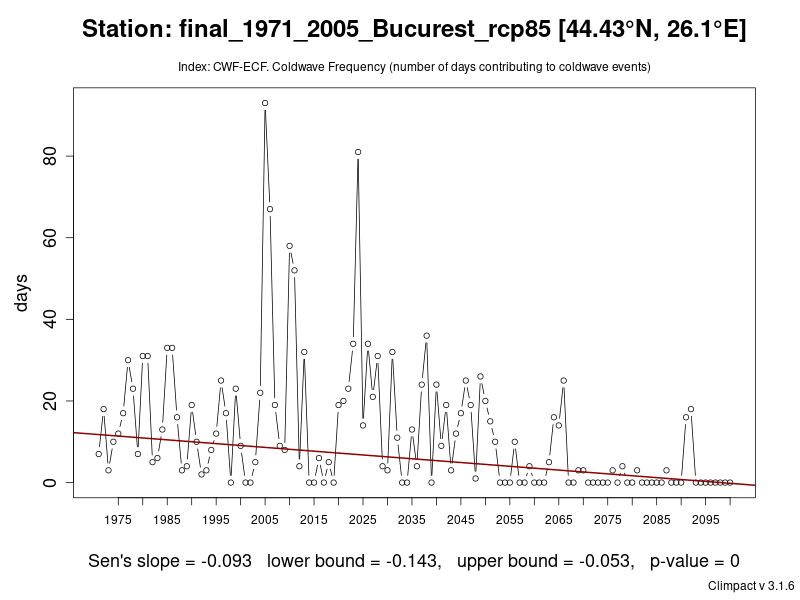 Station: final_1971_2005_Bucurest_rcp85 [44.43°N, 26.1°E]
Index: CWF-ECF. Coldwave Frequency (number of days contributing to coldwave events)
days
80
60
40
20
0
1975 1985 1995 2005 2015 2025 2035 2045 2055 2065 2075 2085 2095
Sen's slope = -0.093 lower bound = -0.143, upper bound = -0.053, p-value = 0
Climpact v 3.1.6